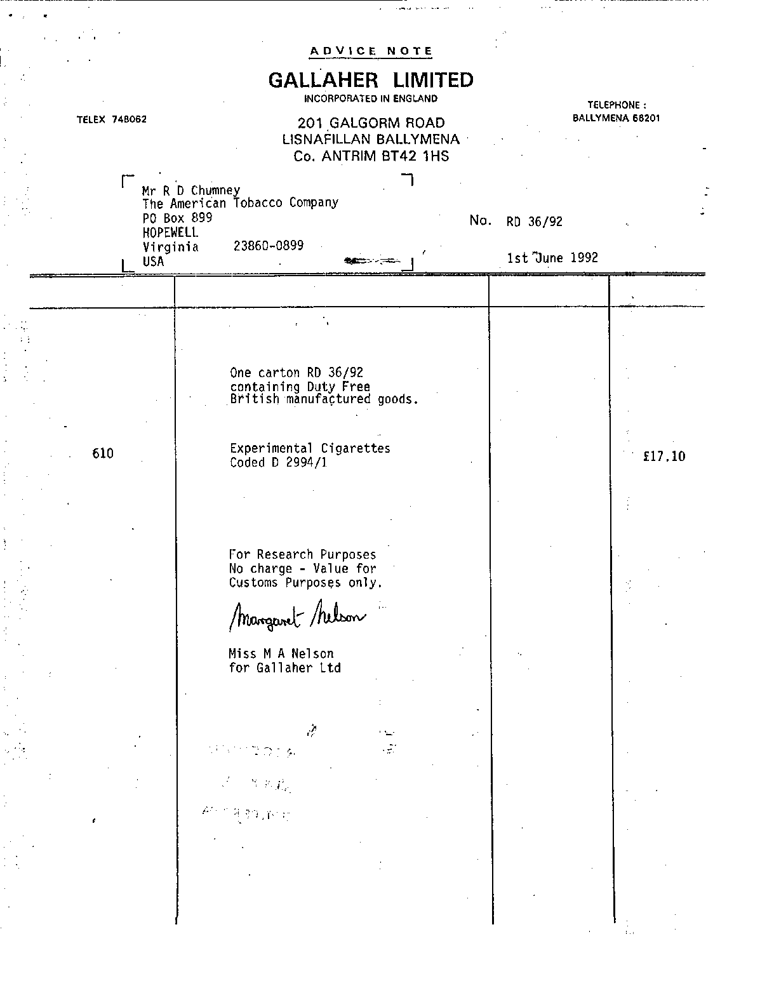 ADVICE NOTE
GALLAHER LIMITED
INCORPORATED IN ENGLAND
TELEX 748062
201 GALGORM ROAD
LISNAFILLAN BALLYMENA
Co. ANTRIM BT42 1HS
TELEPHONE :
BALLYMENA 68201
Mr R D Chumney
The American Tobacco Company
PO Box 899
HOPEWELL
Virginia 23860-0899
USA
No. RD 36/92
1st June 1992
One carton RD 36/92
containing Duty Free
British manufactured goods.
610 Experimental Cigarettes £17.10
Coded D 2994/1
For Research Purposes
No charge - Value for
Customs Purposes only.
Margaret Nelson
Miss M A Nelson
for Gallaher Ltd